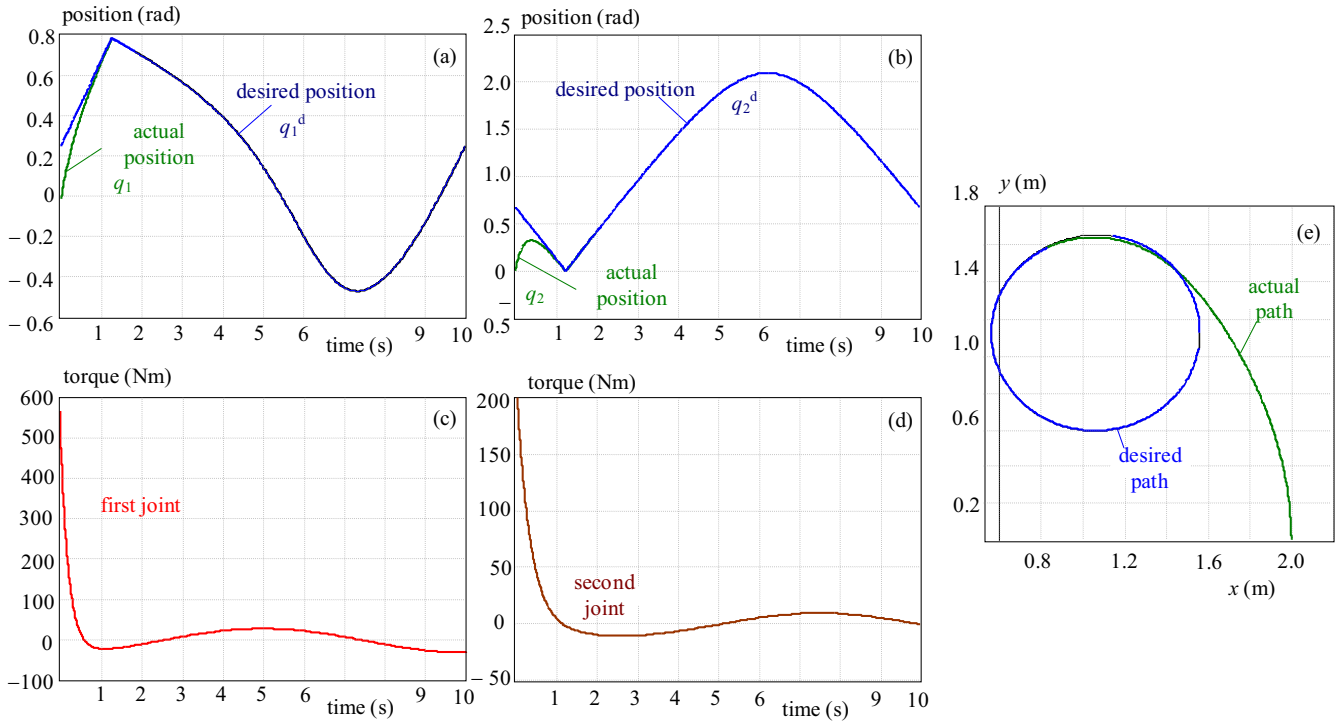 position (rad)
0.8
0.6
0.4
0.2
0
– 0.2
– 0.4
– 0.6
(a)
desired position
q₁ᵈ
actual
position
q₁
1 2 3 4 5 6 7 9 10
time (s)
position (rad)
2.5
2.0
1.5
1.0
0.5
0
–
0.5
(b)
desired position
q₂ᵈ
actual
position
q₂
1 2 3 4 5 6 7 9 10
time (s)
torque (Nm)
600
500
400
300
200
100
0
–100
(c)
first joint
1 2 3 4 5 6 7 8 9 10
time (s)
torque (Nm)
200
150
100
50
0
– 50
(d)
second
joint
1 2 3 4 5 6 7 8 9 10
time (s)
y (m)
1.8
1.4
1.0
0.6
0.2
(e)
actual
path
desired
path
0.8 1.2 1.6 2.0
x (m)